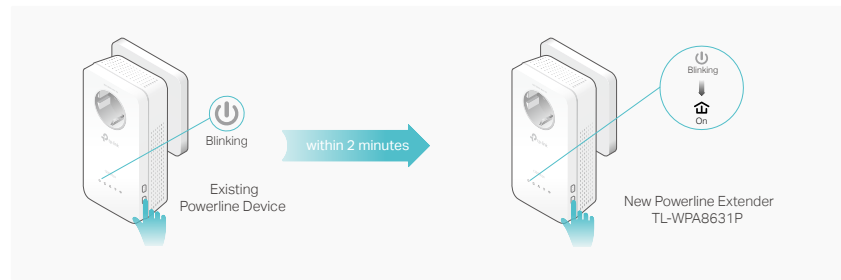 Blinking
Existing
Powerline Device
within 2 minutes
Blinking
On
New Powerline Extender
TL-WPA8631P